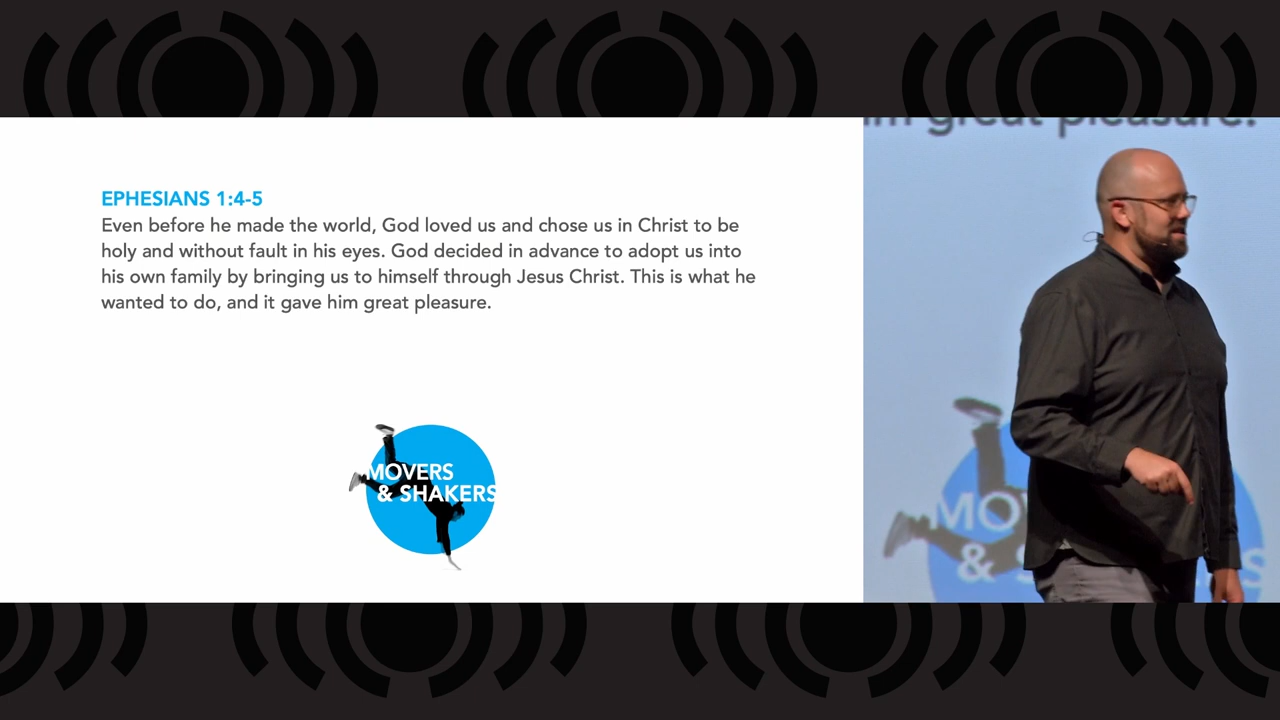 EPHESIANS 1:4-5
Even before he made the world, God loved us and chose us in Christ to be
holy and without fault in his eyes. God decided in advance to adopt us into
his own family by bringing us to himself through Jesus Christ. This is what he
wanted to do, and it gave him great pleasure.
MOVERS
& SHAKERS
great pleasure.
MO
& S